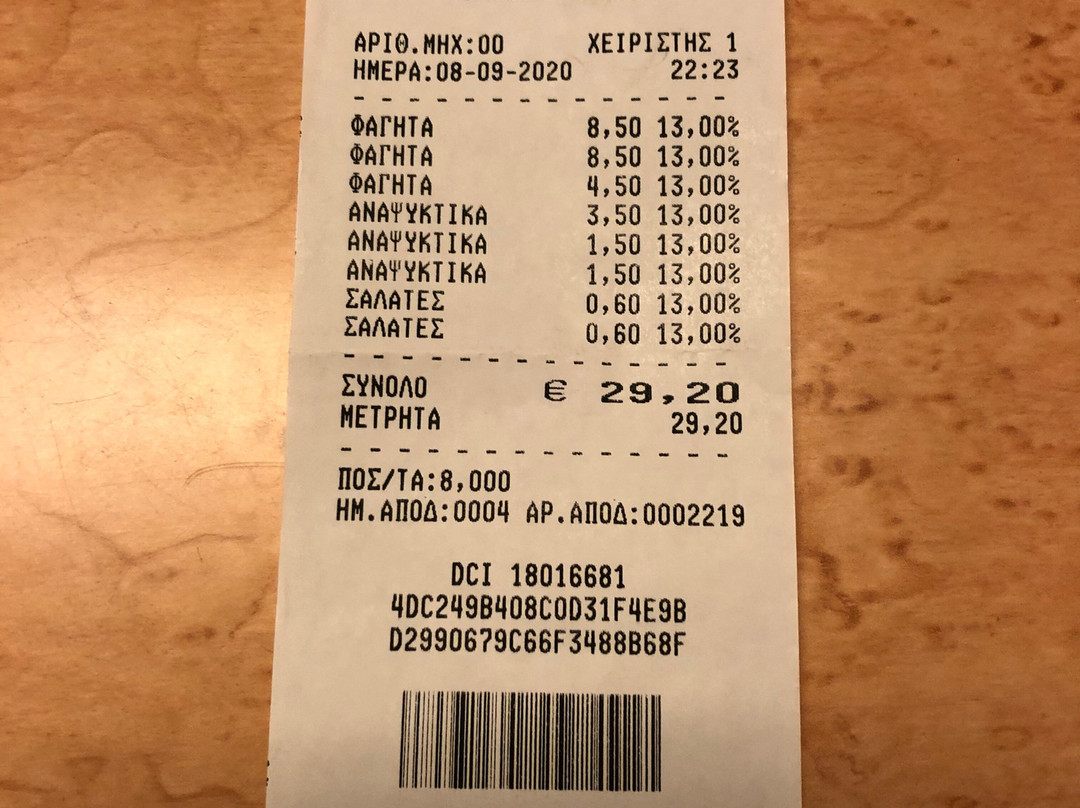 ΑΡΙΘ.ΜΗΧ:00 ΧΕΙΡΙΣΤΗΣ 1
ΗΜΕΡΑ:08-09-2020 22:23
- - - - - - - - - - - - - -
ΦΑΓΗΤΑ 8,50 13,00%
ΦΑΓΗΤΑ 8,50 13,00%
ΦΑΓΗΤΑ 4,50 13,00%
ΑΝΑΨΥΚΤΙΚΑ 3,50 13,00%
ΑΝΑΨΥΚΤΙΚΑ 1,50 13,00%
ΑΝΑΨΥΚΤΙΚΑ 1,50 13,00%
ΣΑΛΑΤΕΣ 0,60 13,00%
ΣΑΛΑΤΕΣ 0,60 13,00%
- - - - - - - - - - - - - -
ΣΥΝΟΛΟ € 29,20
ΜΕΤΡΗΤΑ 29,20
- - - - - - - - - - - - - -
ΠΟΣ/ΤΑ:8,000
ΗΜ.ΑΠΟΔ:0004 ΑΡ.ΑΠΟΔ:0002219
DCI 18016681
4DC249B408C0D31F4E9B
D2990679C66F3488B68F